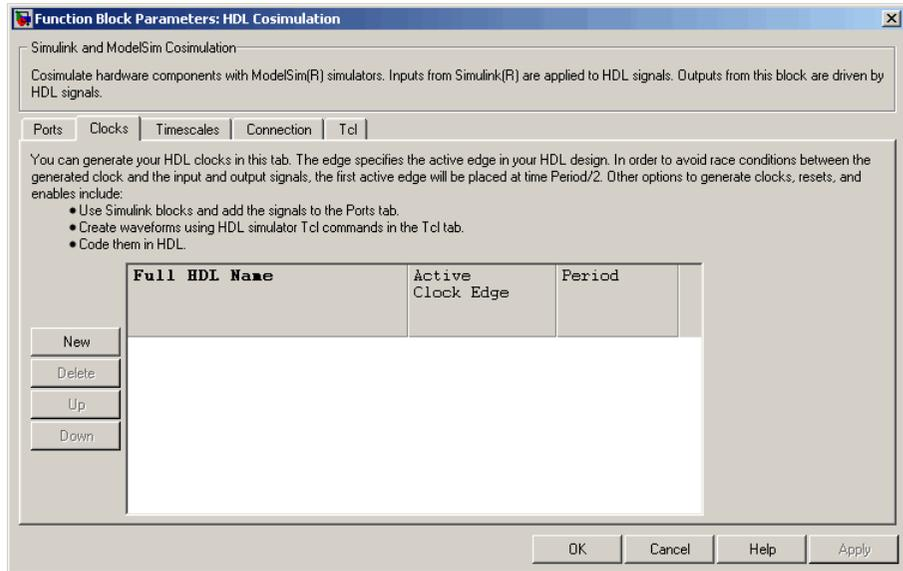 Function Block Parameters: HDL Cosimulation
Simulink and ModelSim Cosimulation
Cosimulate hardware components with ModelSim(R) simulators. Inputs from Simulink(R) are applied to HDL signals. Outputs from this block are driven by
HDL signals.
Ports Clocks Timescales Connection Tcl
You can generate your HDL clocks in this tab. The edge specifies the active edge in your HDL design. In order to avoid race conditions between the
generated clock and the input and output signals, the first active edge will be placed at time Period/2. Other options to generate clocks, resets, and
enables include:
• Use Simulink blocks and add the signals to the Ports tab.
• Create waveforms using HDL simulator Tcl commands in the Tcl tab.
• Code them in HDL.
Full HDL Name Active Period
Clock Edge
New
Delete
Up
Down
OK Cancel Help Apply